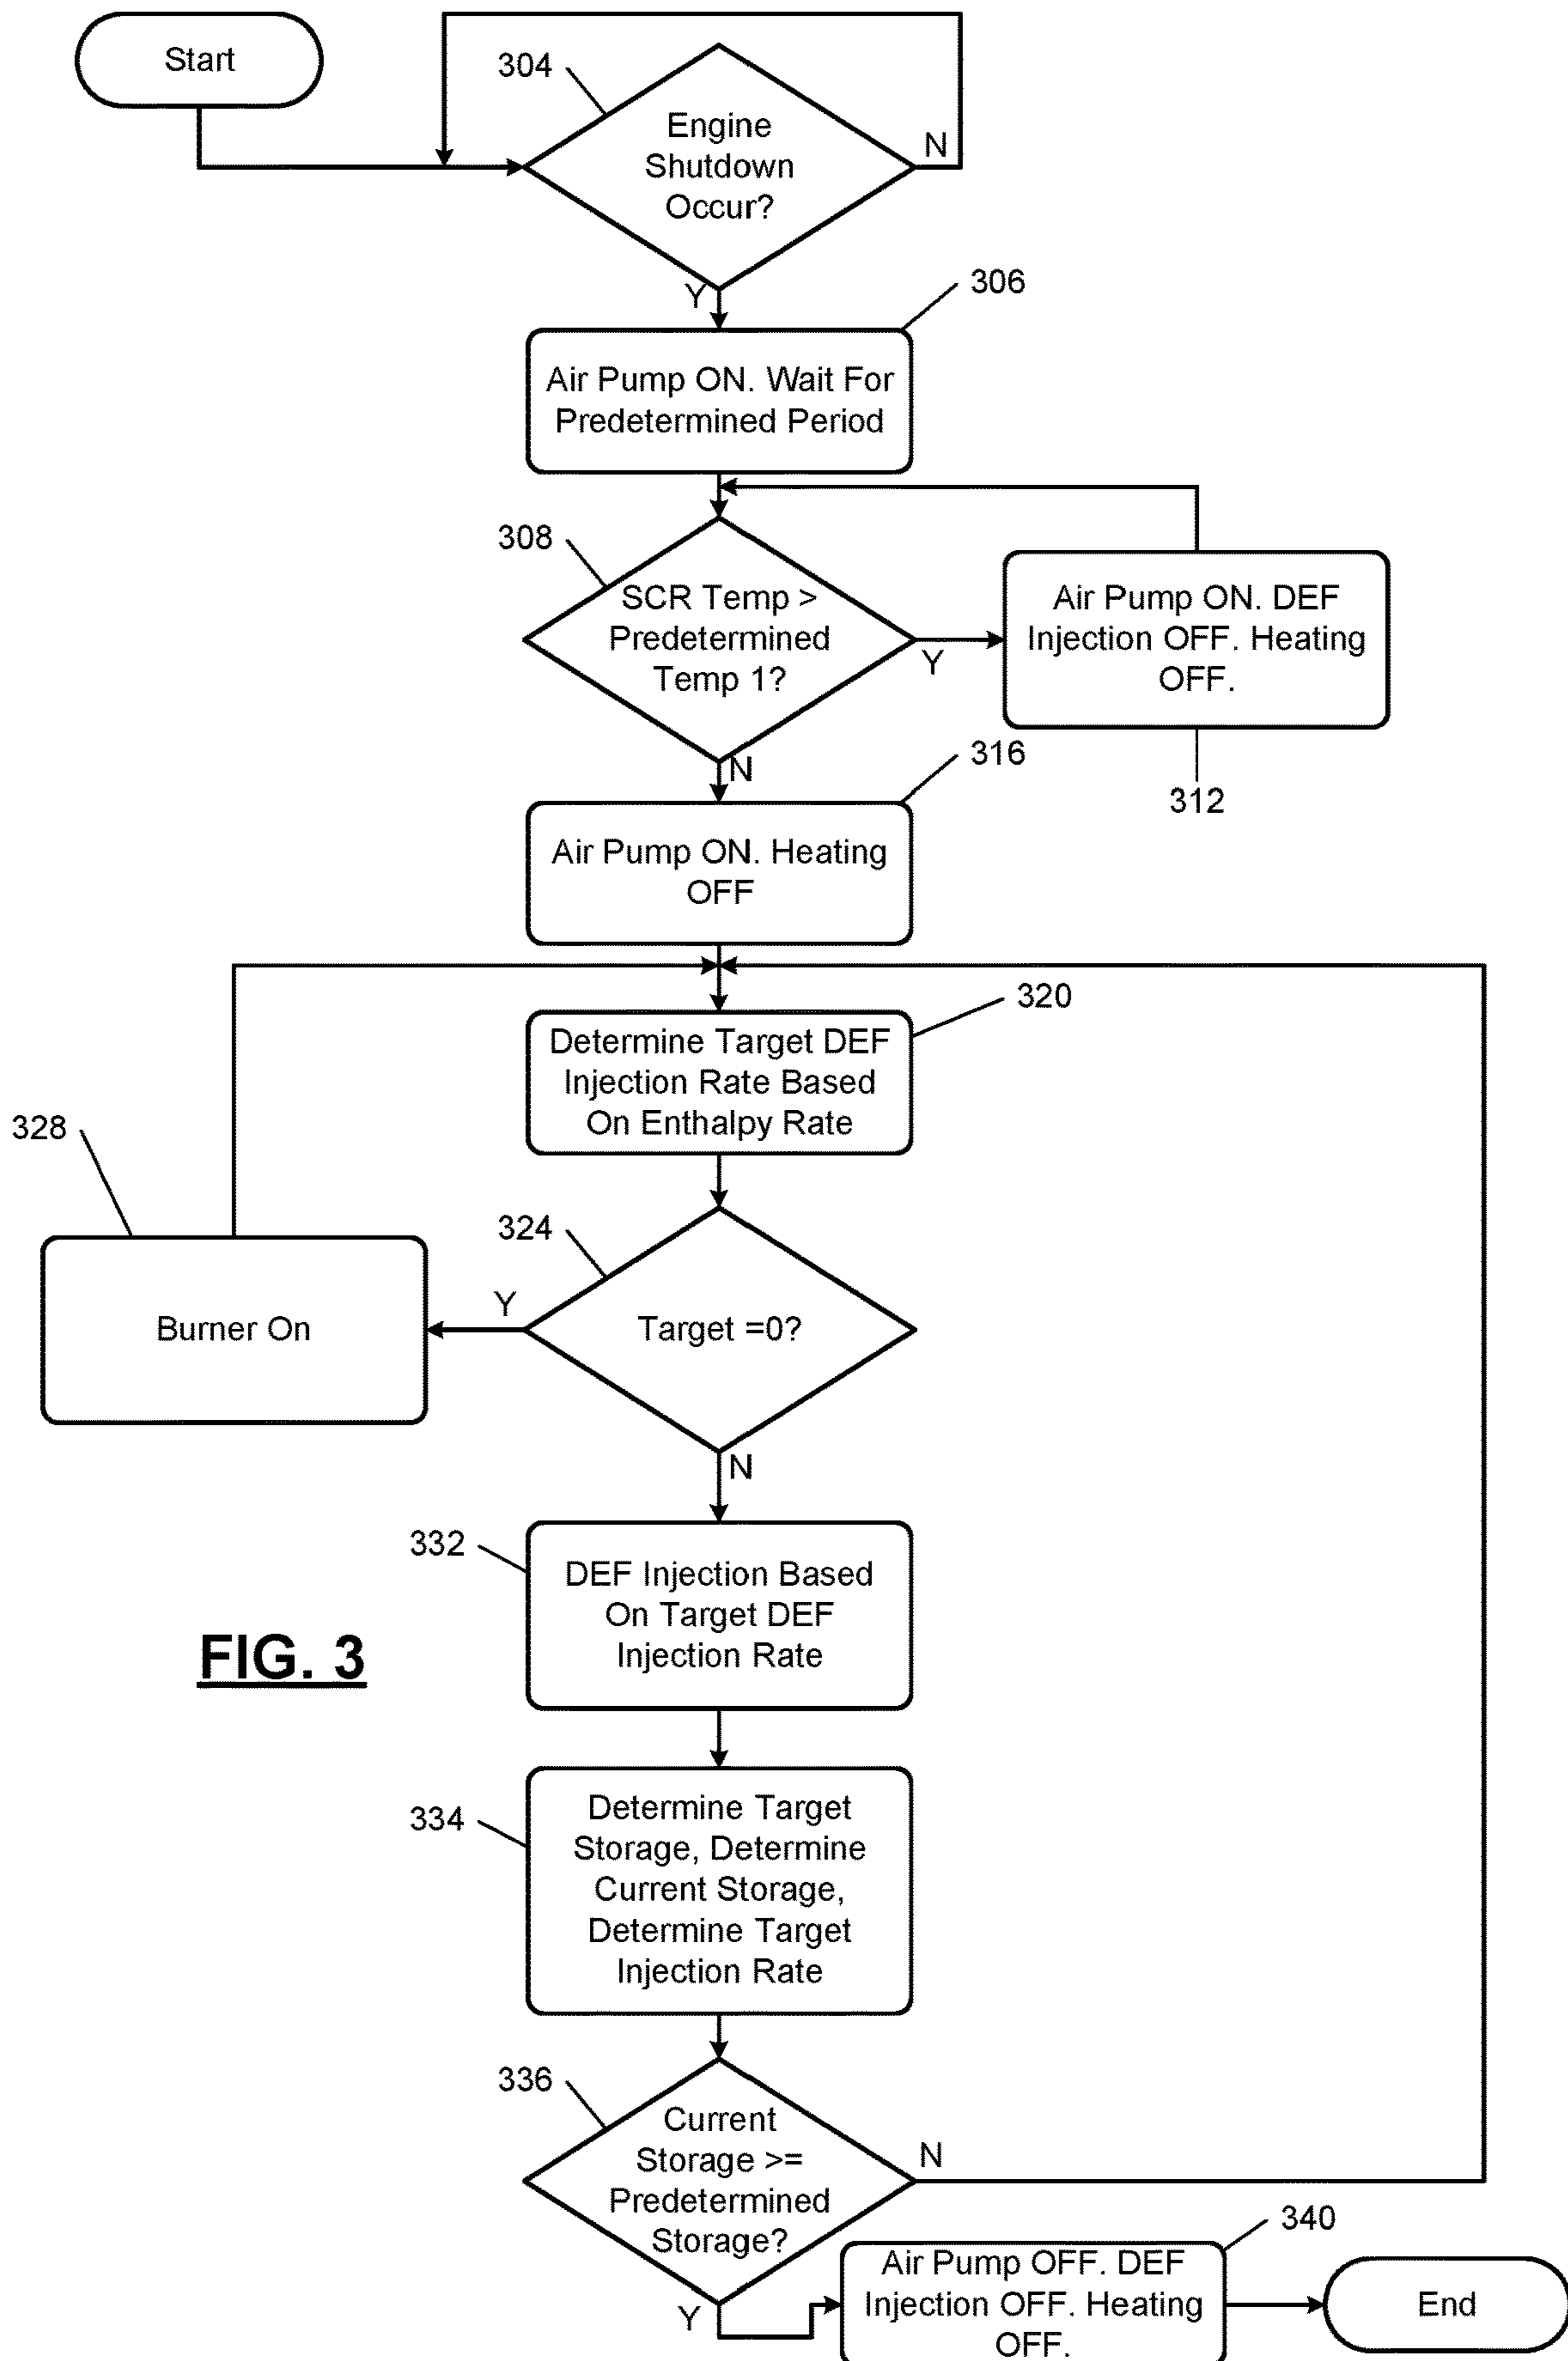 Start
304
Engine
Shutdown
Occur?
N
Y
306
Air Pump ON. Wait For
Predetermined Period
308
SCR Temp >
Predetermined
Temp 1?
Y
Air Pump ON. DEF
Injection OFF. Heating
OFF.
312
N
316
Air Pump ON. Heating
OFF
320
Determine Target DEF
Injection Rate Based
On Enthalpy Rate
328
Burner On
324
Y
Target =0?
N
332
DEF Injection Based
On Target DEF
Injection Rate
FIG. 3
334
Determine Target
Storage, Determine
Current Storage,
Determine Target
Injection Rate
336
Current
Storage >=
Predetermined
Storage?
N
Y
340
Air Pump OFF. DEF
Injection OFF. Heating
OFF.
End